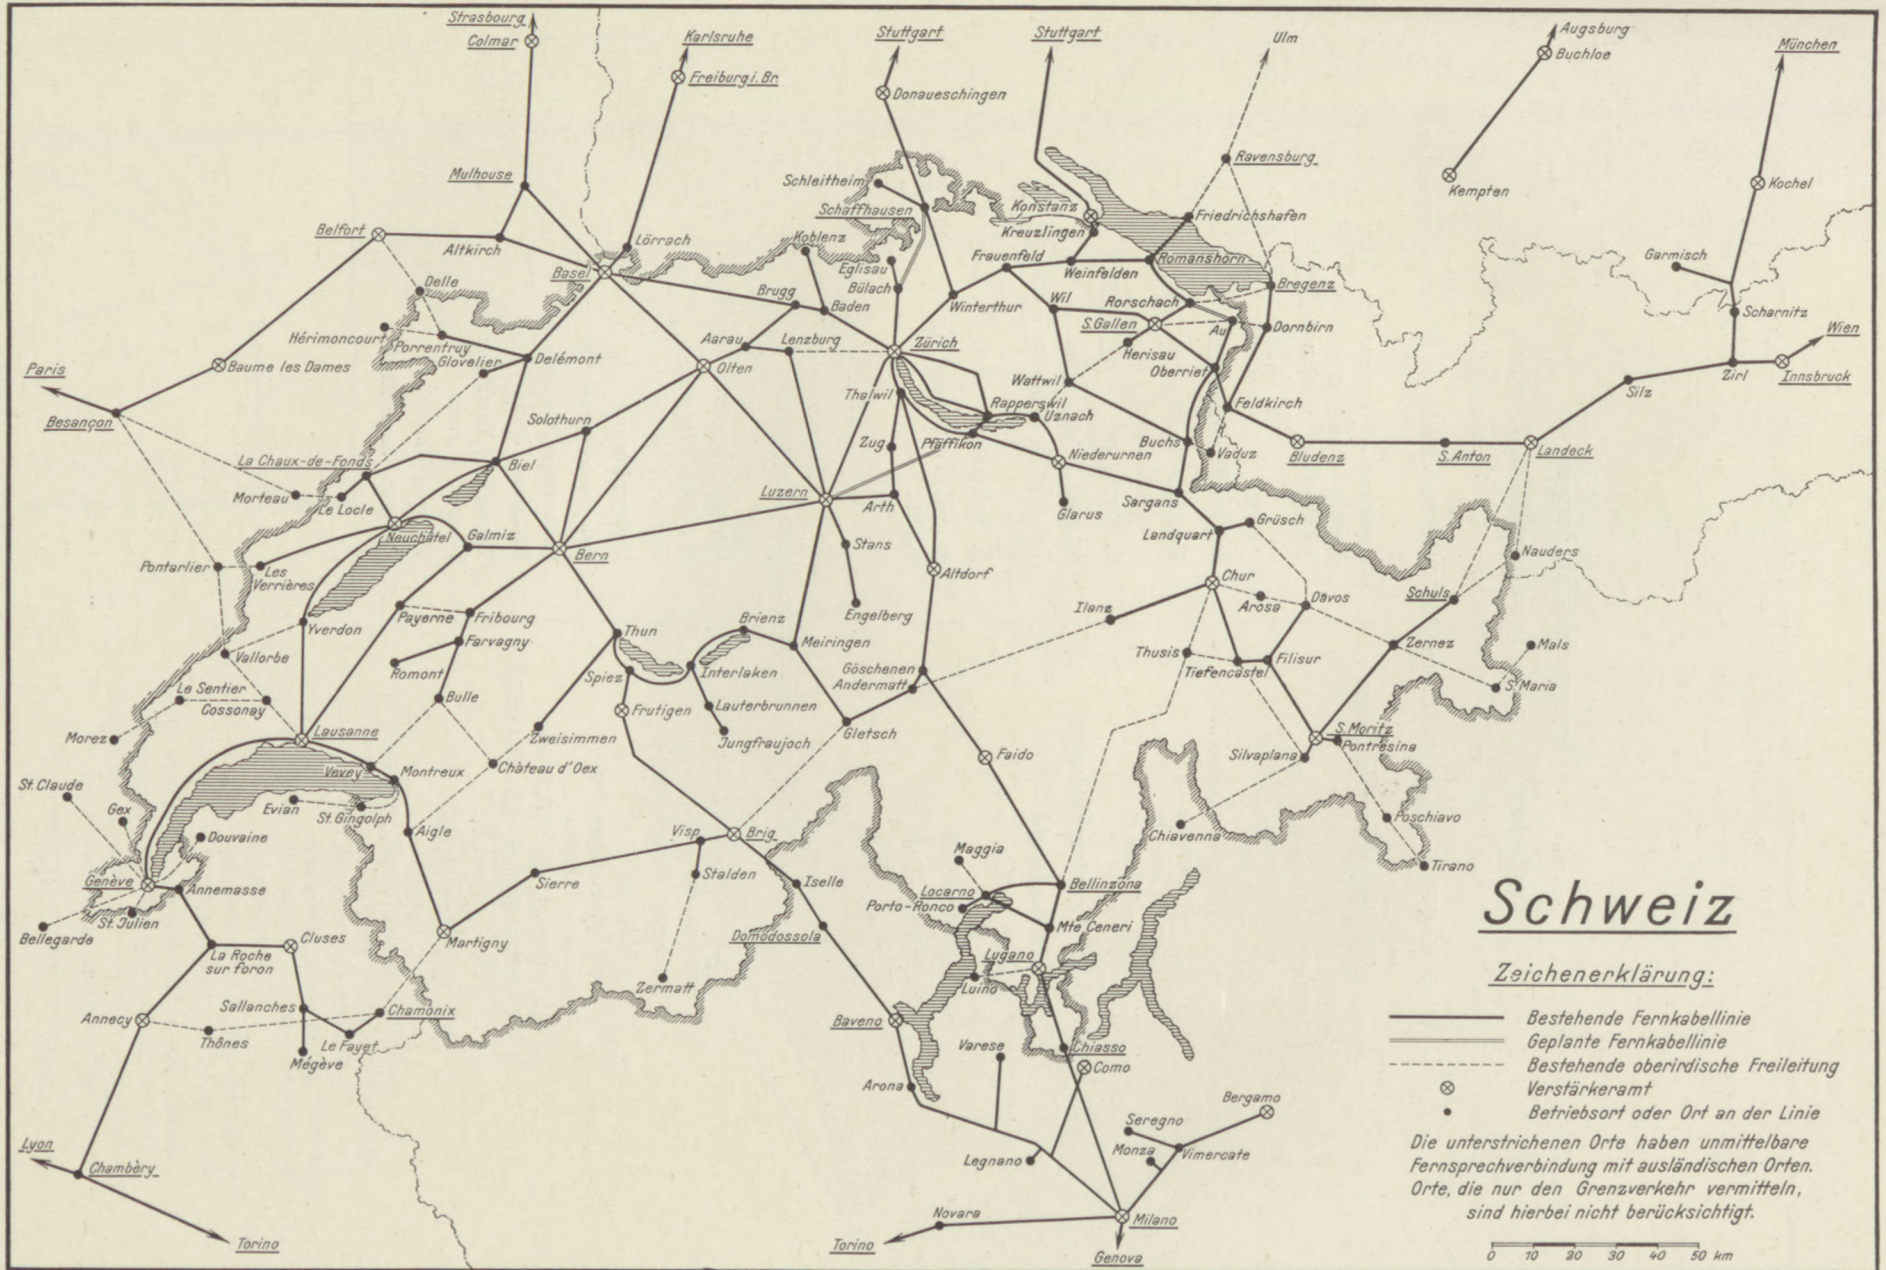 Strasbourg
Colmar
Karlsruhe
Freiburg i. Br.
Stuttgart
Donaueschingen
Stuttgart
Ulm
Augsburg
Buchloe
München
Mulhouse
Schleitheim
Schaffhausen
Ravensburg
Kempten
Kochel
Konstanz
Kreuzlingen
Friedrichshafen
Belfort
Altkirch
Lörrach
Basel
Koblenz
Eglisau
Bülach
Frauenfeld
Weinfelden
Romanshorn
Garmisch
Delle
Brugg
Baden
Winterthur
Wil
Rorschach
Bregenz
Scharnitz
Wien
Hérimoncourt
Porrentruy
Glovelier
Delémont
Aarau
Lenzburg
Zürich
S. Gallen
Au
Dornbirn
Herisau
Oberriet
Paris
Baume les Dames
Olten
Thalwil
Wattwil
Zirl
Innsbruck
Silz
Besançon
Solothurn
Rapperswil
Uznach
Feldkirch
La Chaux-de-Fonds
Biel
Zug
Pfäffikon
Niederurnen
Buchs
Vaduz
Bludenz
S. Anton
Landeck
Morteau
Le Locle
Luzern
Arth
Glarus
Sargans
Neuchâtel
Galmiz
Bern
Stans
Landquart
Grüsch
Pontarlier
Les
Verrières
Altdorf
Chur
Nauders
Yverdon
Payerne
Fribourg
Engelberg
Ilanz
Arosa
Davos
Schuls
Vallorbe
Romont
Farvagny
Thun
Brienz
Meiringen
Thusis
Tiefencastel
Filisur
Zernez
Mals
Le Sentier
Cossonay
Bulle
Spiez
Interlaken
Göschenen
Andermatt
S. Maria
Morez
Lausanne
Zweisimmen
Frutigen
Lauterbrunnen
Jungfraujoch
Gletsch
Faido
S. Moritz
Pontresina
Silvaplana
St. Claude
Vevey
Montreux
Château d'Oex
Gex
Evian
St. Gingolph
Douvaine
Aigle
Visp
Brig
Chiavenna
Poschiavo
Genève
Annemasse
Sierre
Stalden
Iselle
Maggia
Locarno
Porto-Ronco
Bellinzona
Tirano
St. Julien
Bellegarde
La Roche
sur foron
Cluses
Martigny
Domodossola
Mte Ceneri
Lugano
Luino
Zermatt
Annecy
Thônes
Sallanches
Le Fayet
Mégève
Chamonix
Baveno
Varese
Chiasso
Como
Arona
Bergamo
Seregno
Monza
Vimercate
Legnano
Lyon
Chambèry
Torino
Novara
Torino
Milano
Genova
Schweiz
Zeichenerklärung:
Bestehende Fernkabellinie
Geplante Fernkabellinie
Bestehende oberirdische Freileitung
Verstärkeramt
Betriebsort oder Ort an der Linie
Die unterstrichenen Orte haben unmittelbare
Fernsprechverbindung mit ausländischen Orten.
Orte, die nur den Grenzverkehr vermitteln,
sind hierbei nicht berücksichtigt.
0 10 20 30 40 50 km